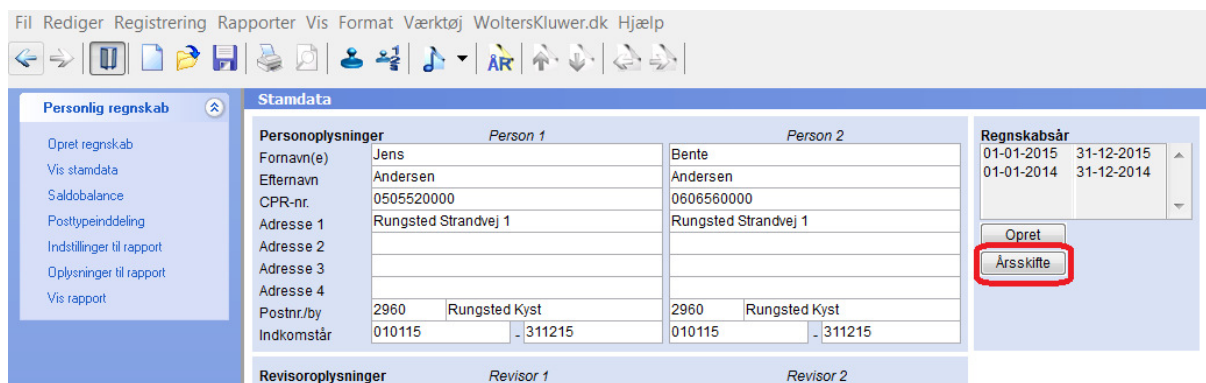 Fil Rediger Registrering Rapporter Vis Format Værktøj WoltersKluwer.dk Hjælp
ÅR
Personlig regnskab
Opret regnskab
Vis stamdata
Saldobalance
Posttypeinddeling
Indstillinger til rapport
Oplysninger til rapport
Vis rapport
Stamdata
Personoplysninger Person 1 Person 2
Fornavn(e) Jens Bente
Efternavn Andersen Andersen
CPR-nr. 0505520000 0606560000
Adresse 1 Rungsted Strandvej 1 Rungsted Strandvej 1
Adresse 2
Adresse 3
Adresse 4
Postnr./by 2960 Rungsted Kyst 2960 Rungsted Kyst
Indkomstår 010115 - 311215 010115 - 311215
Regnskabsår
01-01-2015 31-12-2015
01-01-2014 31-12-2014
Opret
Årsskifte
Revisoroplysninger Revisor 1 Revisor 2